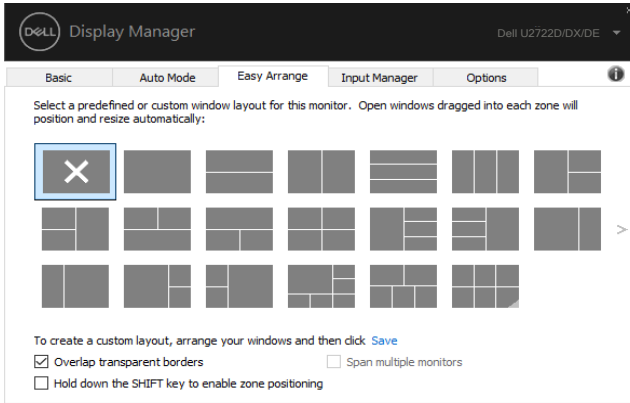 DELL Display Manager
Dell U2722D/DX/DE
Basic Auto Mode Easy Arrange Input Manager Options
Select a predefined or custom window layout for this monitor. Open windows dragged into each zone will
position and resize automatically:
To create a custom layout, arrange your windows and then click Save
Overlap transparent borders
Span multiple monitors
Hold down the SHIFT key to enable zone positioning